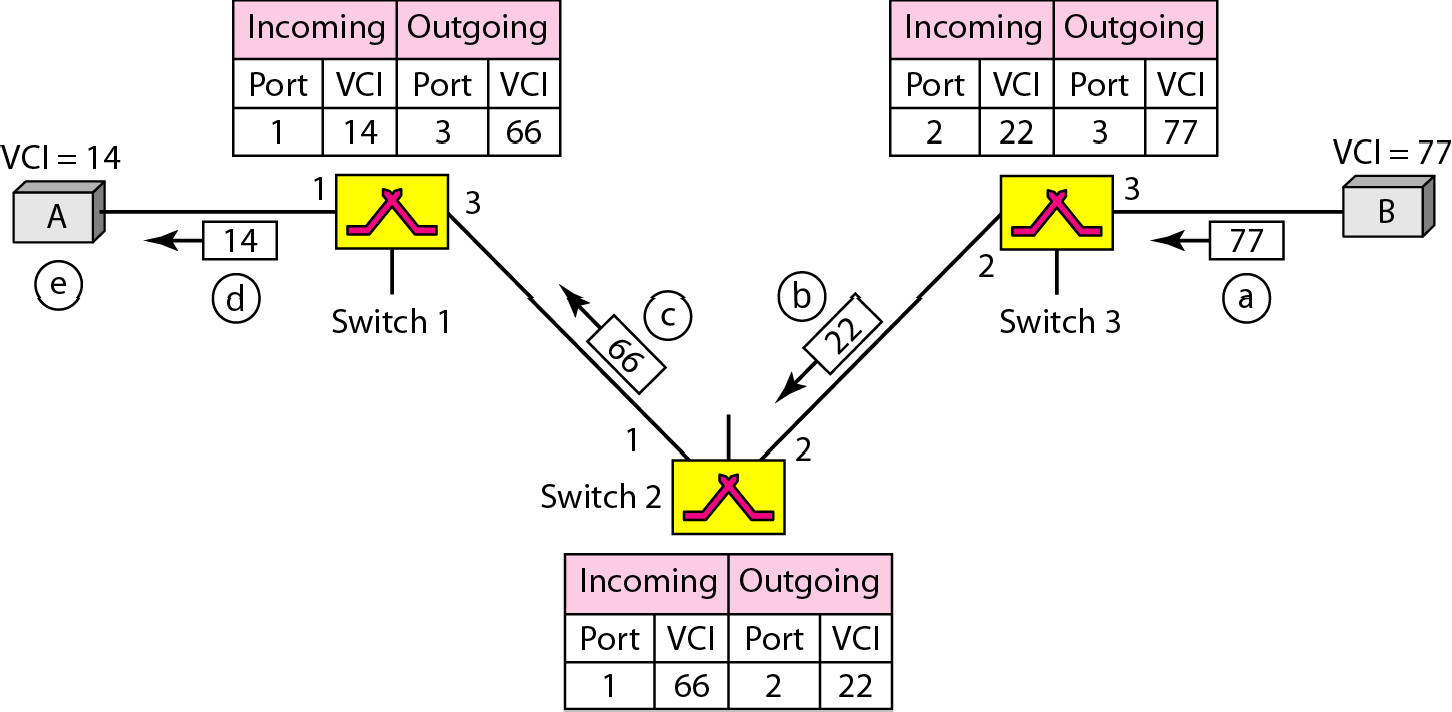 Incoming Outgoing
Port VCI Port VCI
1 14 3 66
Incoming Outgoing
Port VCI Port VCI
2 22 3 77
VCI = 14
A
1
3
14
e
d
Switch 1
VCI = 77
B
3
2
77
a
Switch 3
b
22
c
66
1
2
Switch 2
Incoming Outgoing
Port VCI Port VCI
1 66 2 22